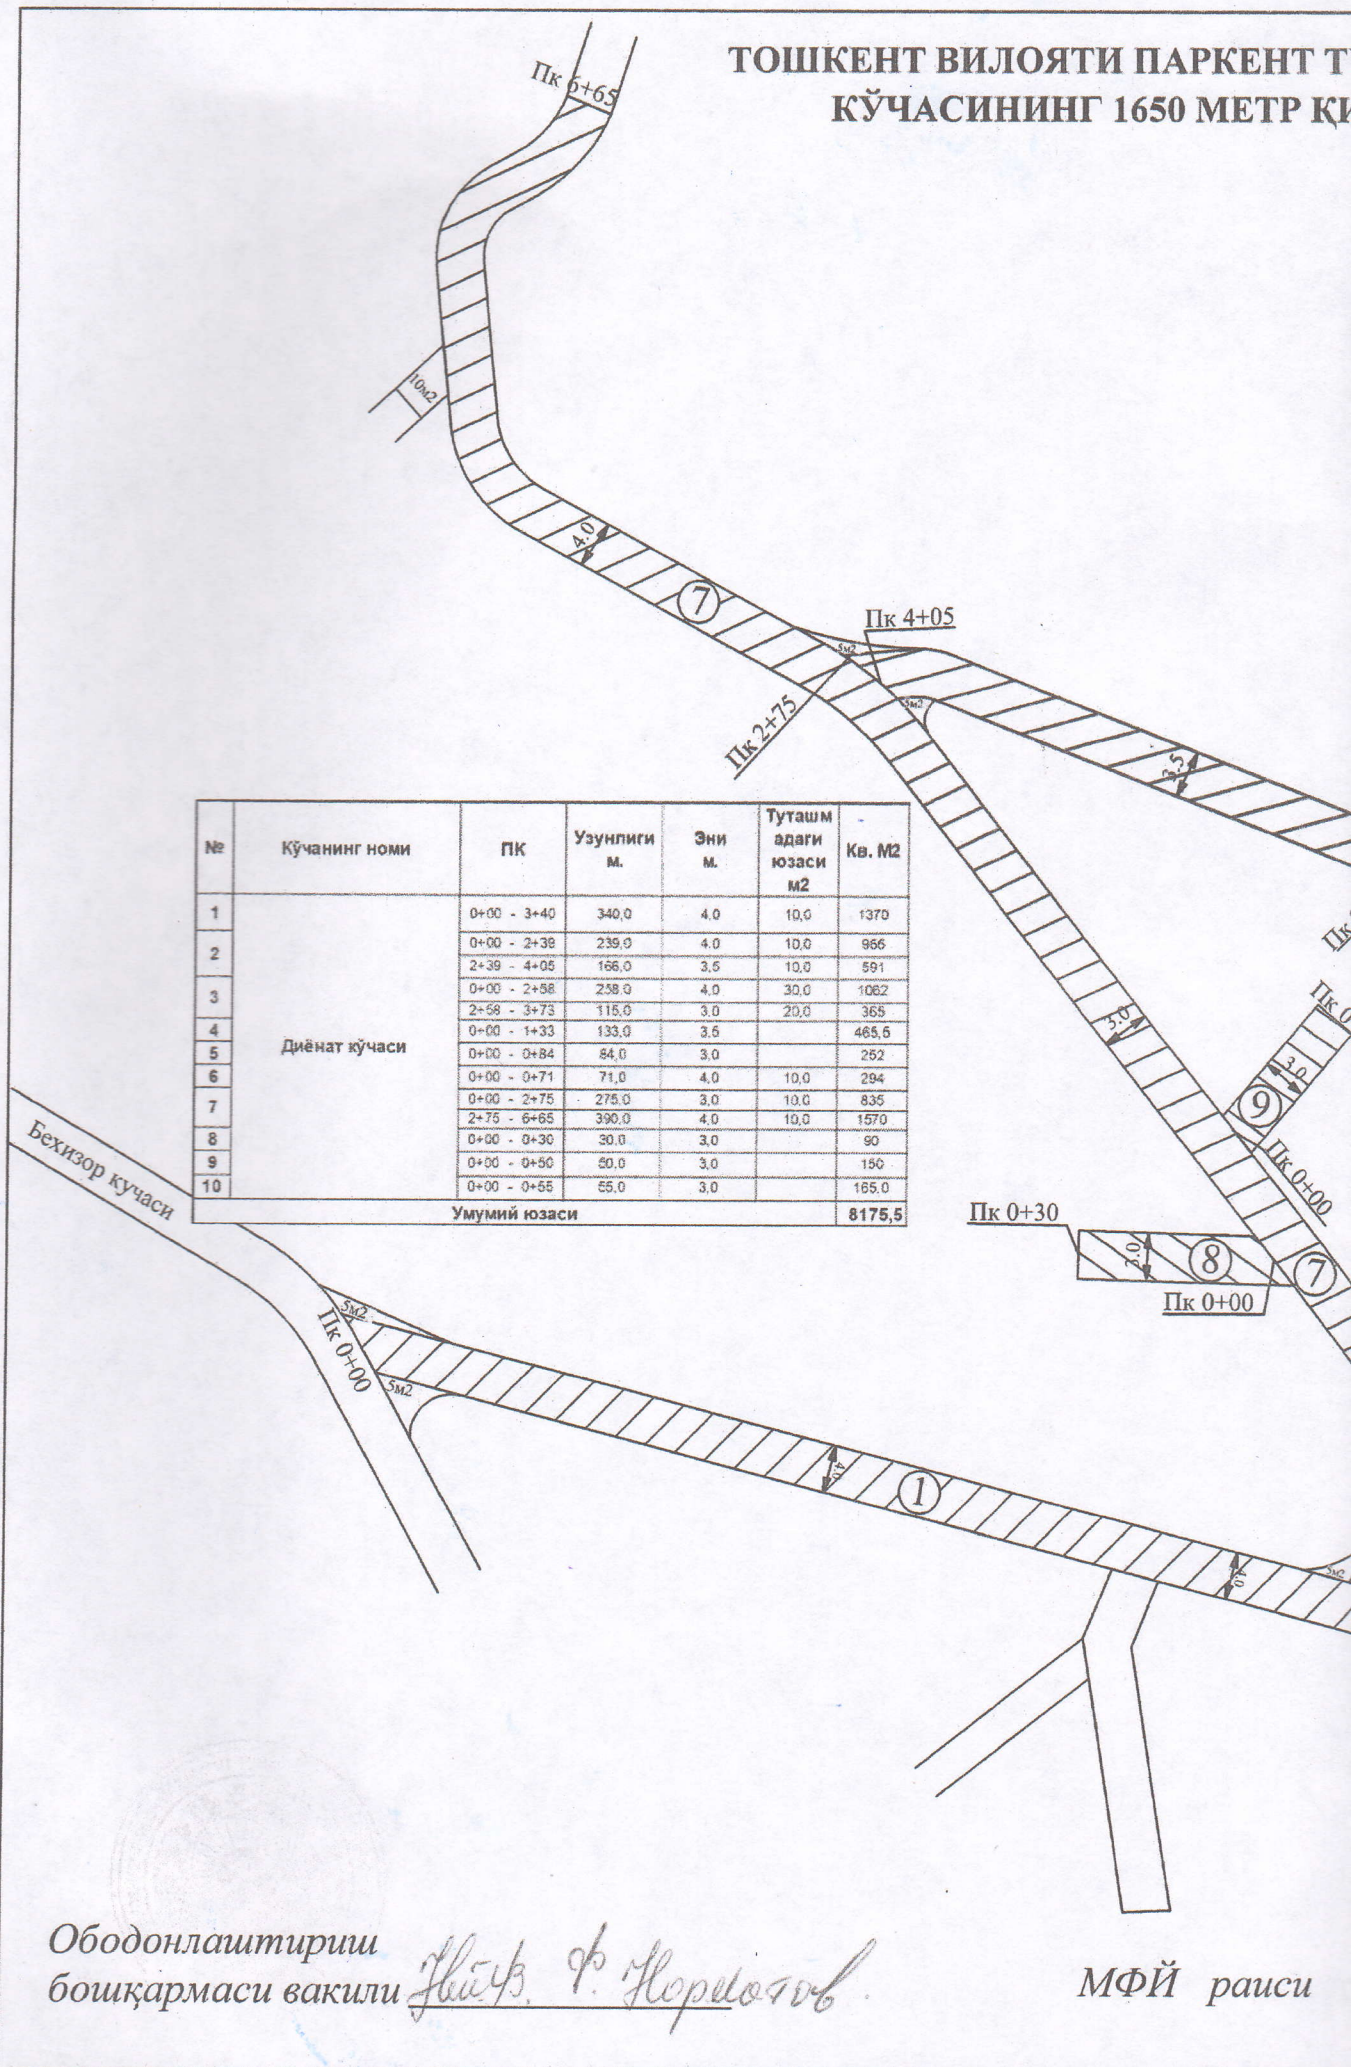 ТОШКЕНТ ВИЛОЯТИ ПАРКЕНТ Т
КЎЧАСИНИНГ 1650 МЕТР ҚИ
Пк 6+65
10м2
4.0
7
Пк 4+05
5м2
5м2
Пк 2+75
3.5
№ Кўчанинг номи ПК Узунлиги м. Эни м. Туташм адаги юзаси м2 Кв. М2
1 Диёнат кўчаси 0+00 - 3+40 340,0 4,0 10,0 1370
2 0+00 - 2+39 239,0 4,0 10,0 966
2+39 - 4+05 166,0 3,5 10,0 591
3 0+00 - 2+58 258,0 4,0 30,0 1062
2+58 - 3+73 115,0 3,0 20,0 365
4 0+00 - 1+33 133,0 3,5 465,5
5 0+00 - 0+84 84,0 3,0 252
6 0+00 - 0+71 71,0 4,0 10,0 294
7 0+00 - 2+75 275,0 3,0 10,0 835
2+75 - 6+65 390,0 4,0 10,0 1570
8 0+00 - 0+30 30,0 3,0 90
9 0+00 - 0+50 50,0 3,0 150
10 0+00 - 0+55 55,0 3,0 165,0
Умумий юзаси 8175,5
Пк
Пк 0
3.0
3.0
9
Пк 0+00
Бехизор кучаси
Пк 0+30
3.0
8
7
Пк 0+00
5м2
Пк 0+00
5м2
4.0
1
4.0
5м2
Ободонлаштириш
бошқармаси вакили Ф. Норматов
МФЙ раиси